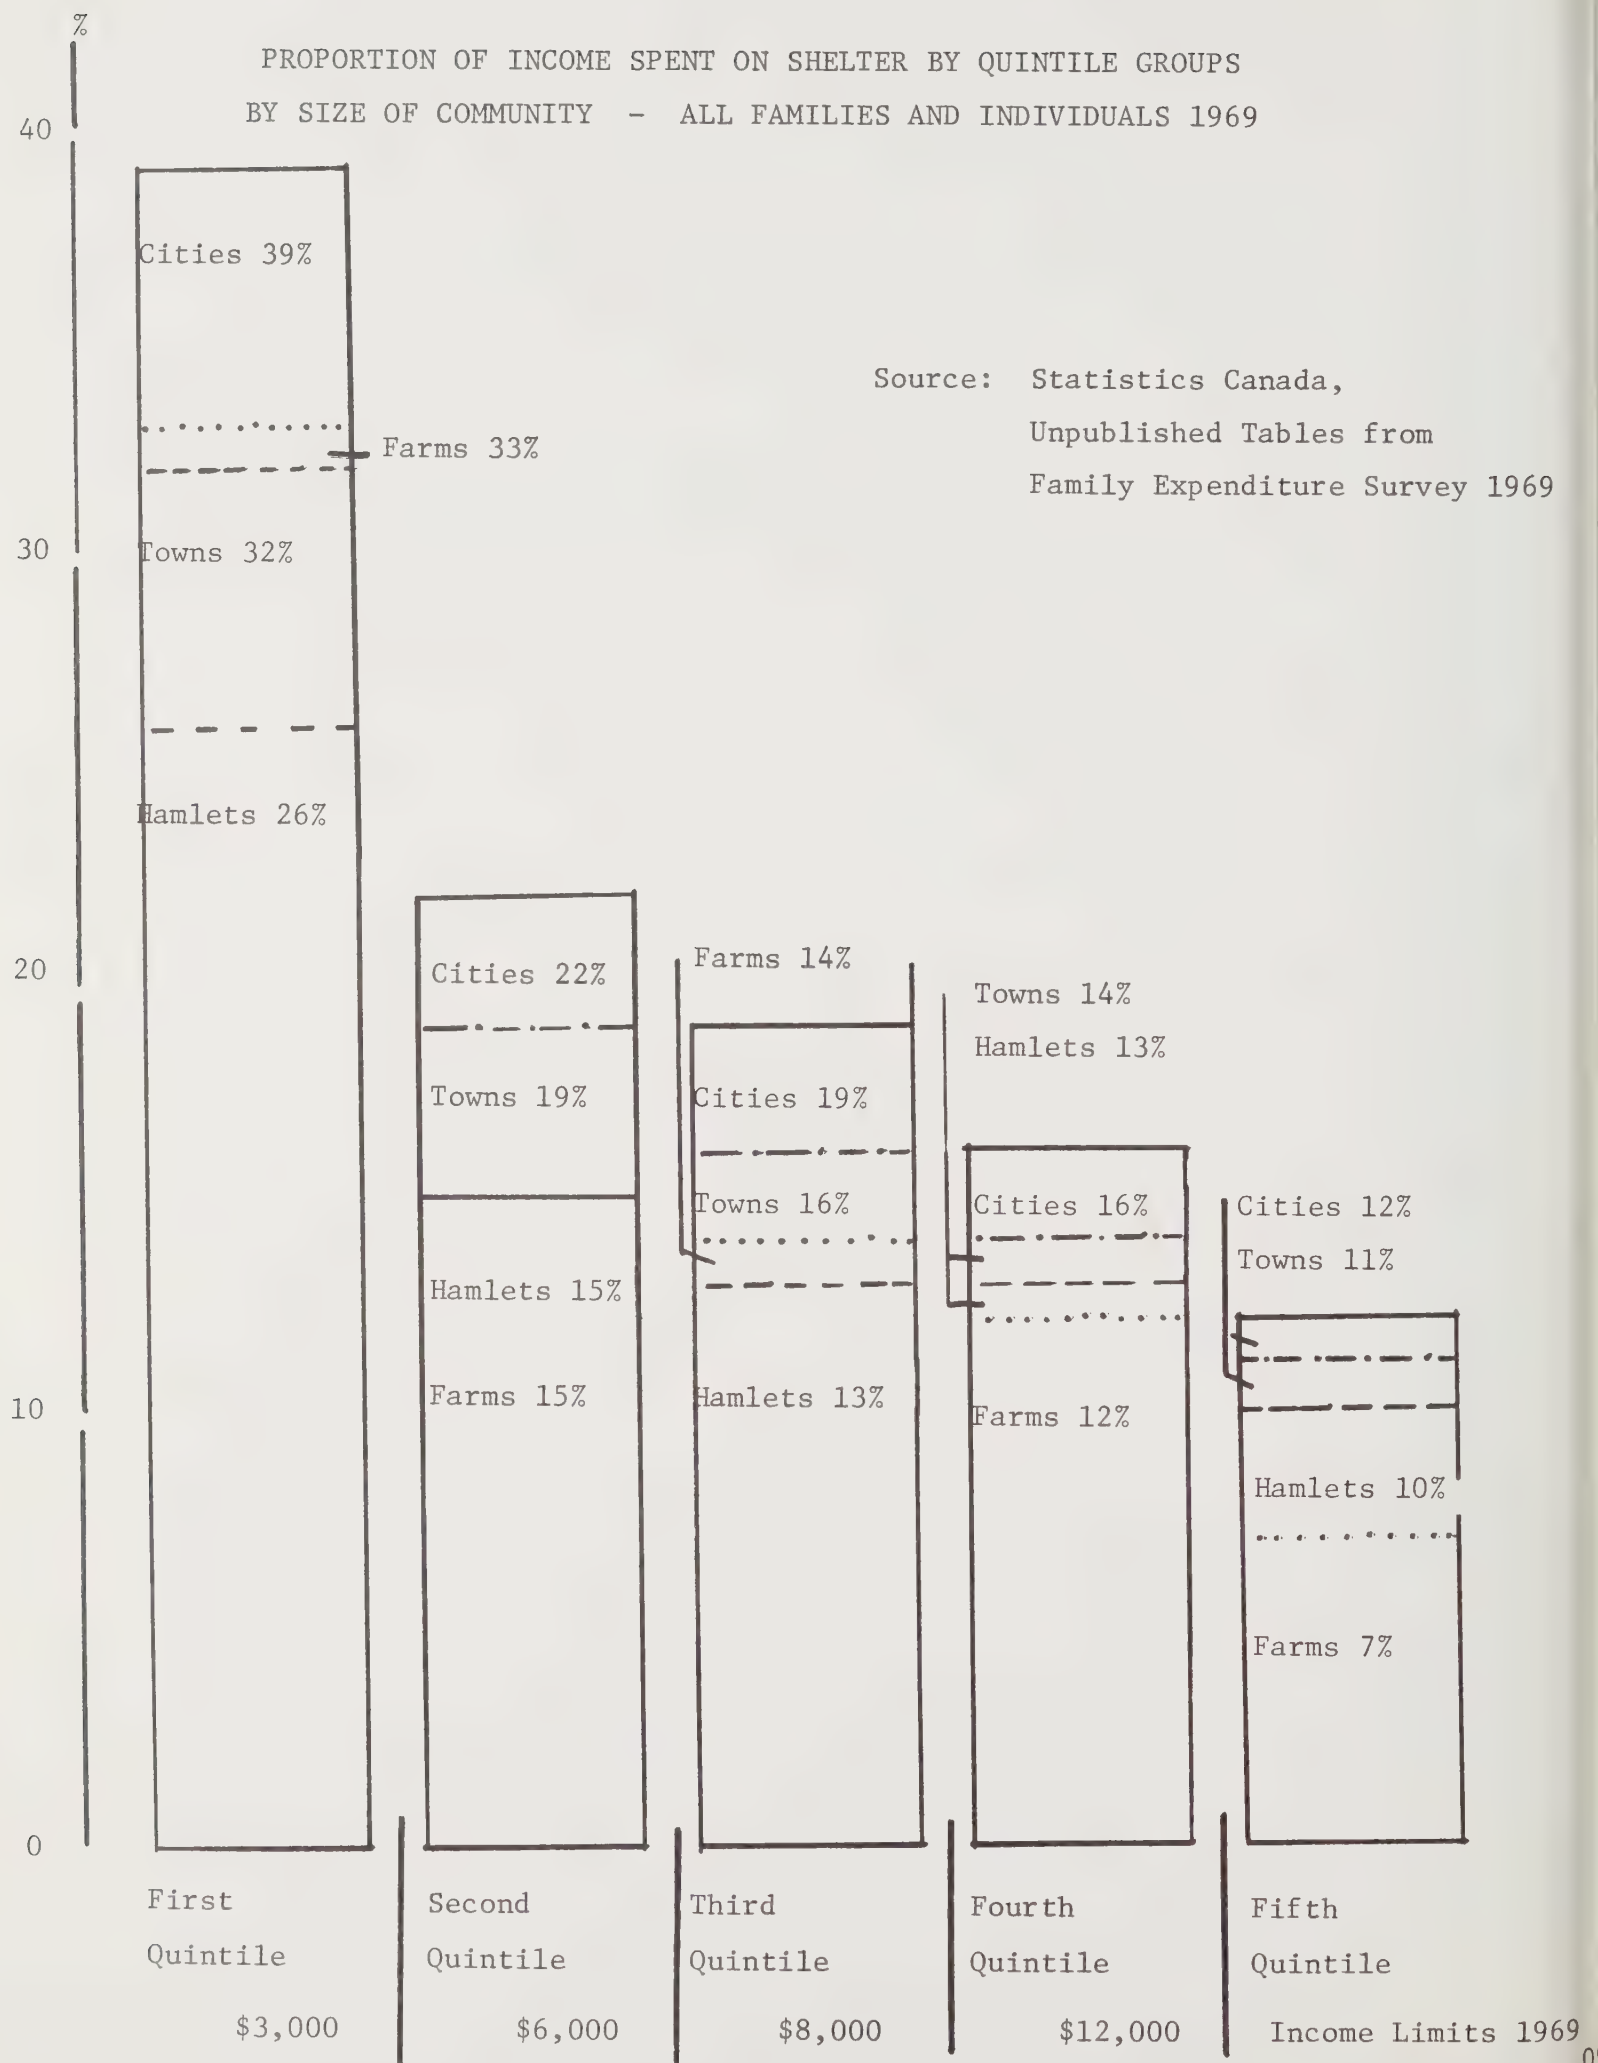 %
PROPORTION OF INCOME SPENT ON SHELTER BY QUINTILE GROUPS
BY SIZE OF COMMUNITY - ALL FAMILIES AND INDIVIDUALS 1969
40
Cities 39%
Source: Statistics Canada,
Unpublished Tables from
Family Expenditure Survey 1969
Farms 33%
30
Towns 32%
Hamlets 26%
20
Cities 22%
Towns 19%
Hamlets 15%
Farms 15%
Farms 14%
Cities 19%
Towns 16%
Hamlets 13%
Towns 14%
Hamlets 13%
Cities 16%
Farms 12%
Cities 12%
Towns 11%
Hamlets 10%
Farms 7%
10
0
First
Quintile
Second
Quintile
Third
Quintile
Fourth
Quintile
Fifth
Quintile
$3,000
$6,000
$8,000
$12,000
Income Limits 1969